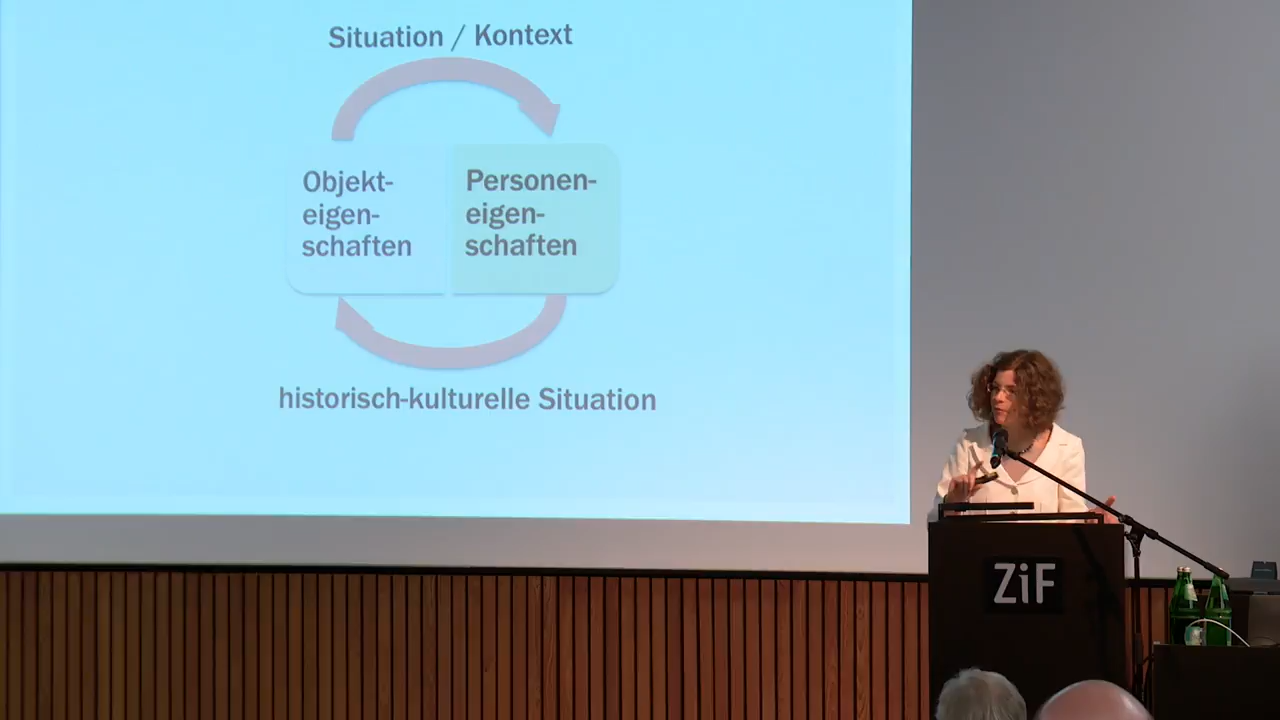 Situation / Kontext
Objekt-
eigen-
schaften
Personen-
eigen-
schaften
historisch-kulturelle Situation
ZiF